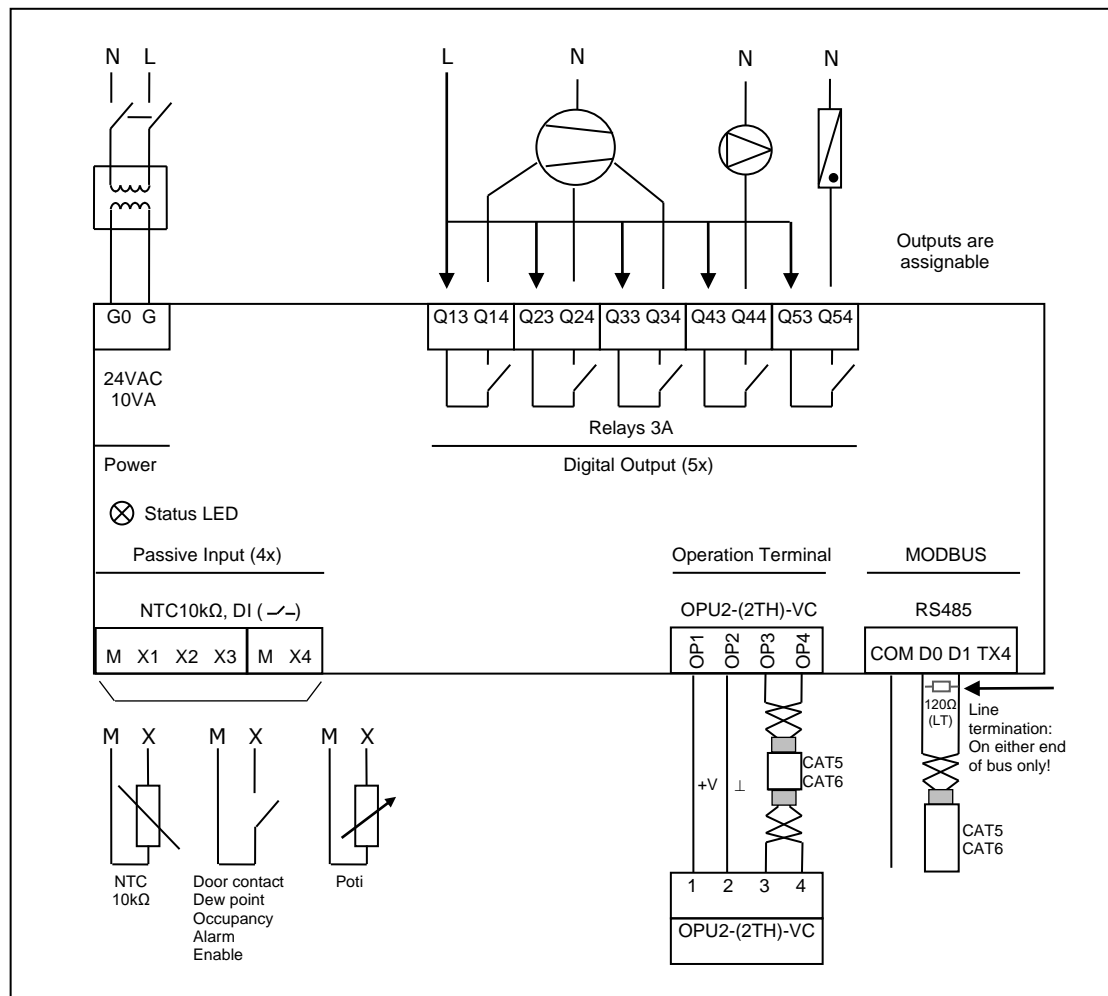 N L L N N N
Outputs are
assignable
G0 G Q13 Q14 Q23 Q24 Q33 Q34 Q43 Q44 Q53 Q54
24VAC
10VA
Relays 3A
Power
Digital Output (5x)
Status LED
Passive Input (4x)
Operation Terminal
MODBUS
NTC10kΩ, DI ( )
OPU2-(2TH)-VC
RS485
M X1 X2 X3 M X4
OP1 OP2 OP3 OP4
COM D0 D1 TX4
120Ω
(LT)
Line
termination:
On either end
of bus only!
M X M X M X
+V ⊥
CAT5
CAT6
CAT5
CAT6
NTC
10kΩ
Door contact
Dew point
Occupancy
Alarm
Enable
Poti
1 2 3 4
OPU2-(2TH)-VC